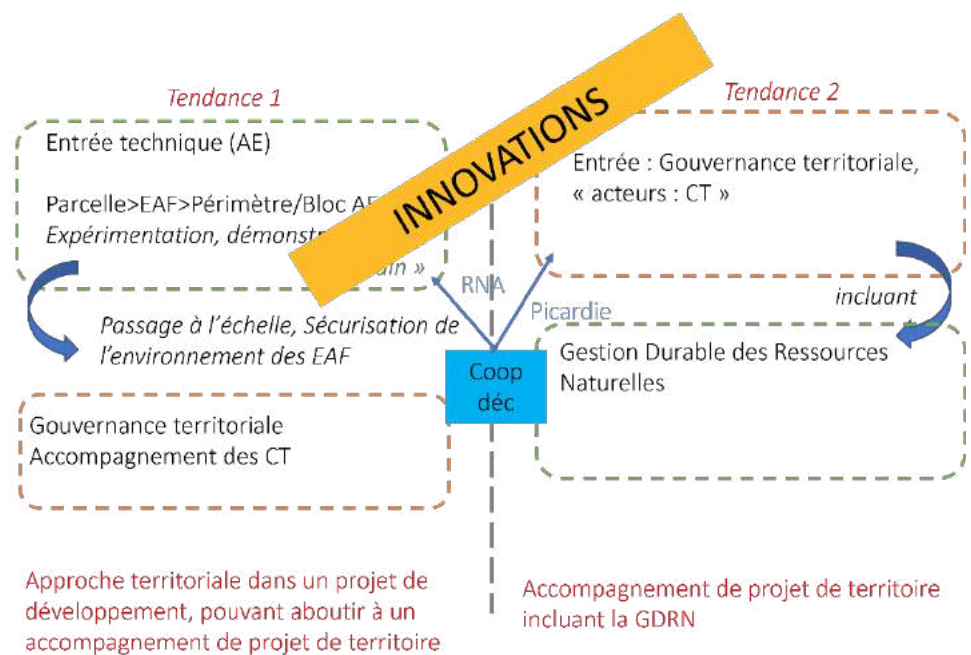 INNOVATIONS
Tendance 1
Entrée technique (AE)
Parcelle>EAF>Périmètre/Bloc
Expérimentation,
Passage à l'échelle, Sécurisation de
l'environnement des EAF
Gouvernance territoriale
Accompagnement des CT
Approche territoriale dans un projet de
développement, pouvant aboutir à un
accompagnement de projet de territoire
RNA
Picardie
Coop
déc
Tendance 2
Entrée : Gouvernance territoriale,
« acteurs : CT »
incluant
Gestion Durable des Ressources
Naturelles
Accompagnement de projet de territoire
incluant la GDRN